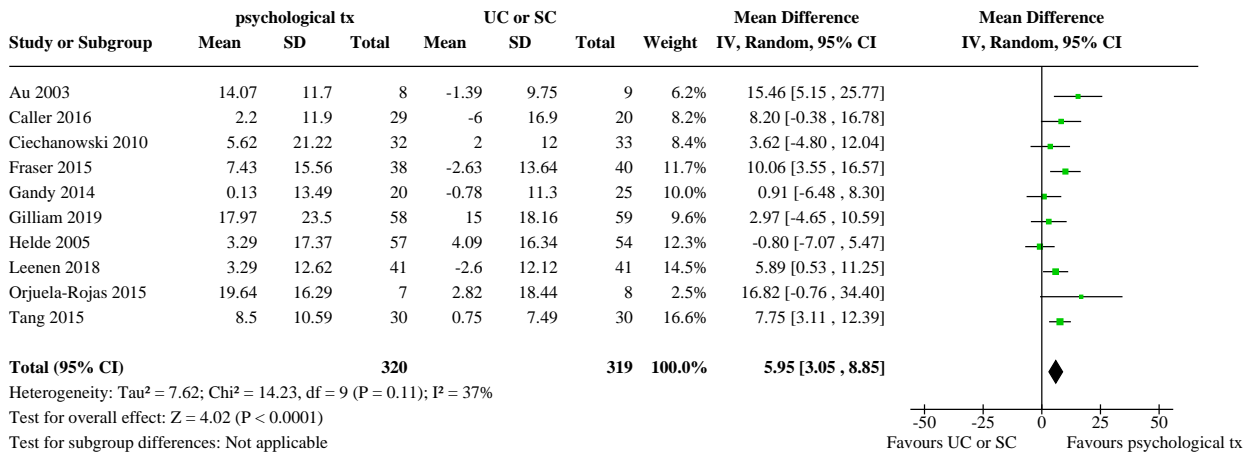 psychological tx UC or SC Mean Difference Mean Difference
Study or Subgroup Mean SD Total Mean SD Total Weight IV, Random, 95% CI IV, Random, 95% CI
Au 2003 14.07 11.7 8 -1.39 9.75 9 6.2% 15.46 [5.15 , 25.77]
Caller 2016 2.2 11.9 29 -6 16.9 20 8.2% 8.20 [-0.38 , 16.78]
Ciechanowski 2010 5.62 21.22 32 2 12 33 8.4% 3.62 [-4.80 , 12.04]
Fraser 2015 7.43 15.56 38 -2.63 13.64 40 11.7% 10.06 [3.55 , 16.57]
Gandy 2014 0.13 13.49 20 -0.78 11.3 25 10.0% 0.91 [-6.48 , 8.30]
Gilliam 2019 17.97 23.5 58 15 18.16 59 9.6% 2.97 [-4.65 , 10.59]
Helde 2005 3.29 17.37 57 4.09 16.34 54 12.3% -0.80 [-7.07 , 5.47]
Leenen 2018 3.29 12.62 41 -2.6 12.12 41 14.5% 5.89 [0.53 , 11.25]
Orjuela-Rojas 2015 19.64 16.29 7 2.82 18.44 8 2.5% 16.82 [-0.76 , 34.40]
Tang 2015 8.5 10.59 30 0.75 7.49 30 16.6% 7.75 [3.11 , 12.39]
Total (95% CI) 320 319 100.0% 5.95 [3.05 , 8.85]
Heterogeneity: Tau² = 7.62; Chi² = 14.23, df = 9 (P = 0.11); I² = 37%
Test for overall effect: Z = 4.02 (P < 0.0001) -50 -25 0 25 50
Test for subgroup differences: Not applicable Favours UC or SC Favours psychological tx